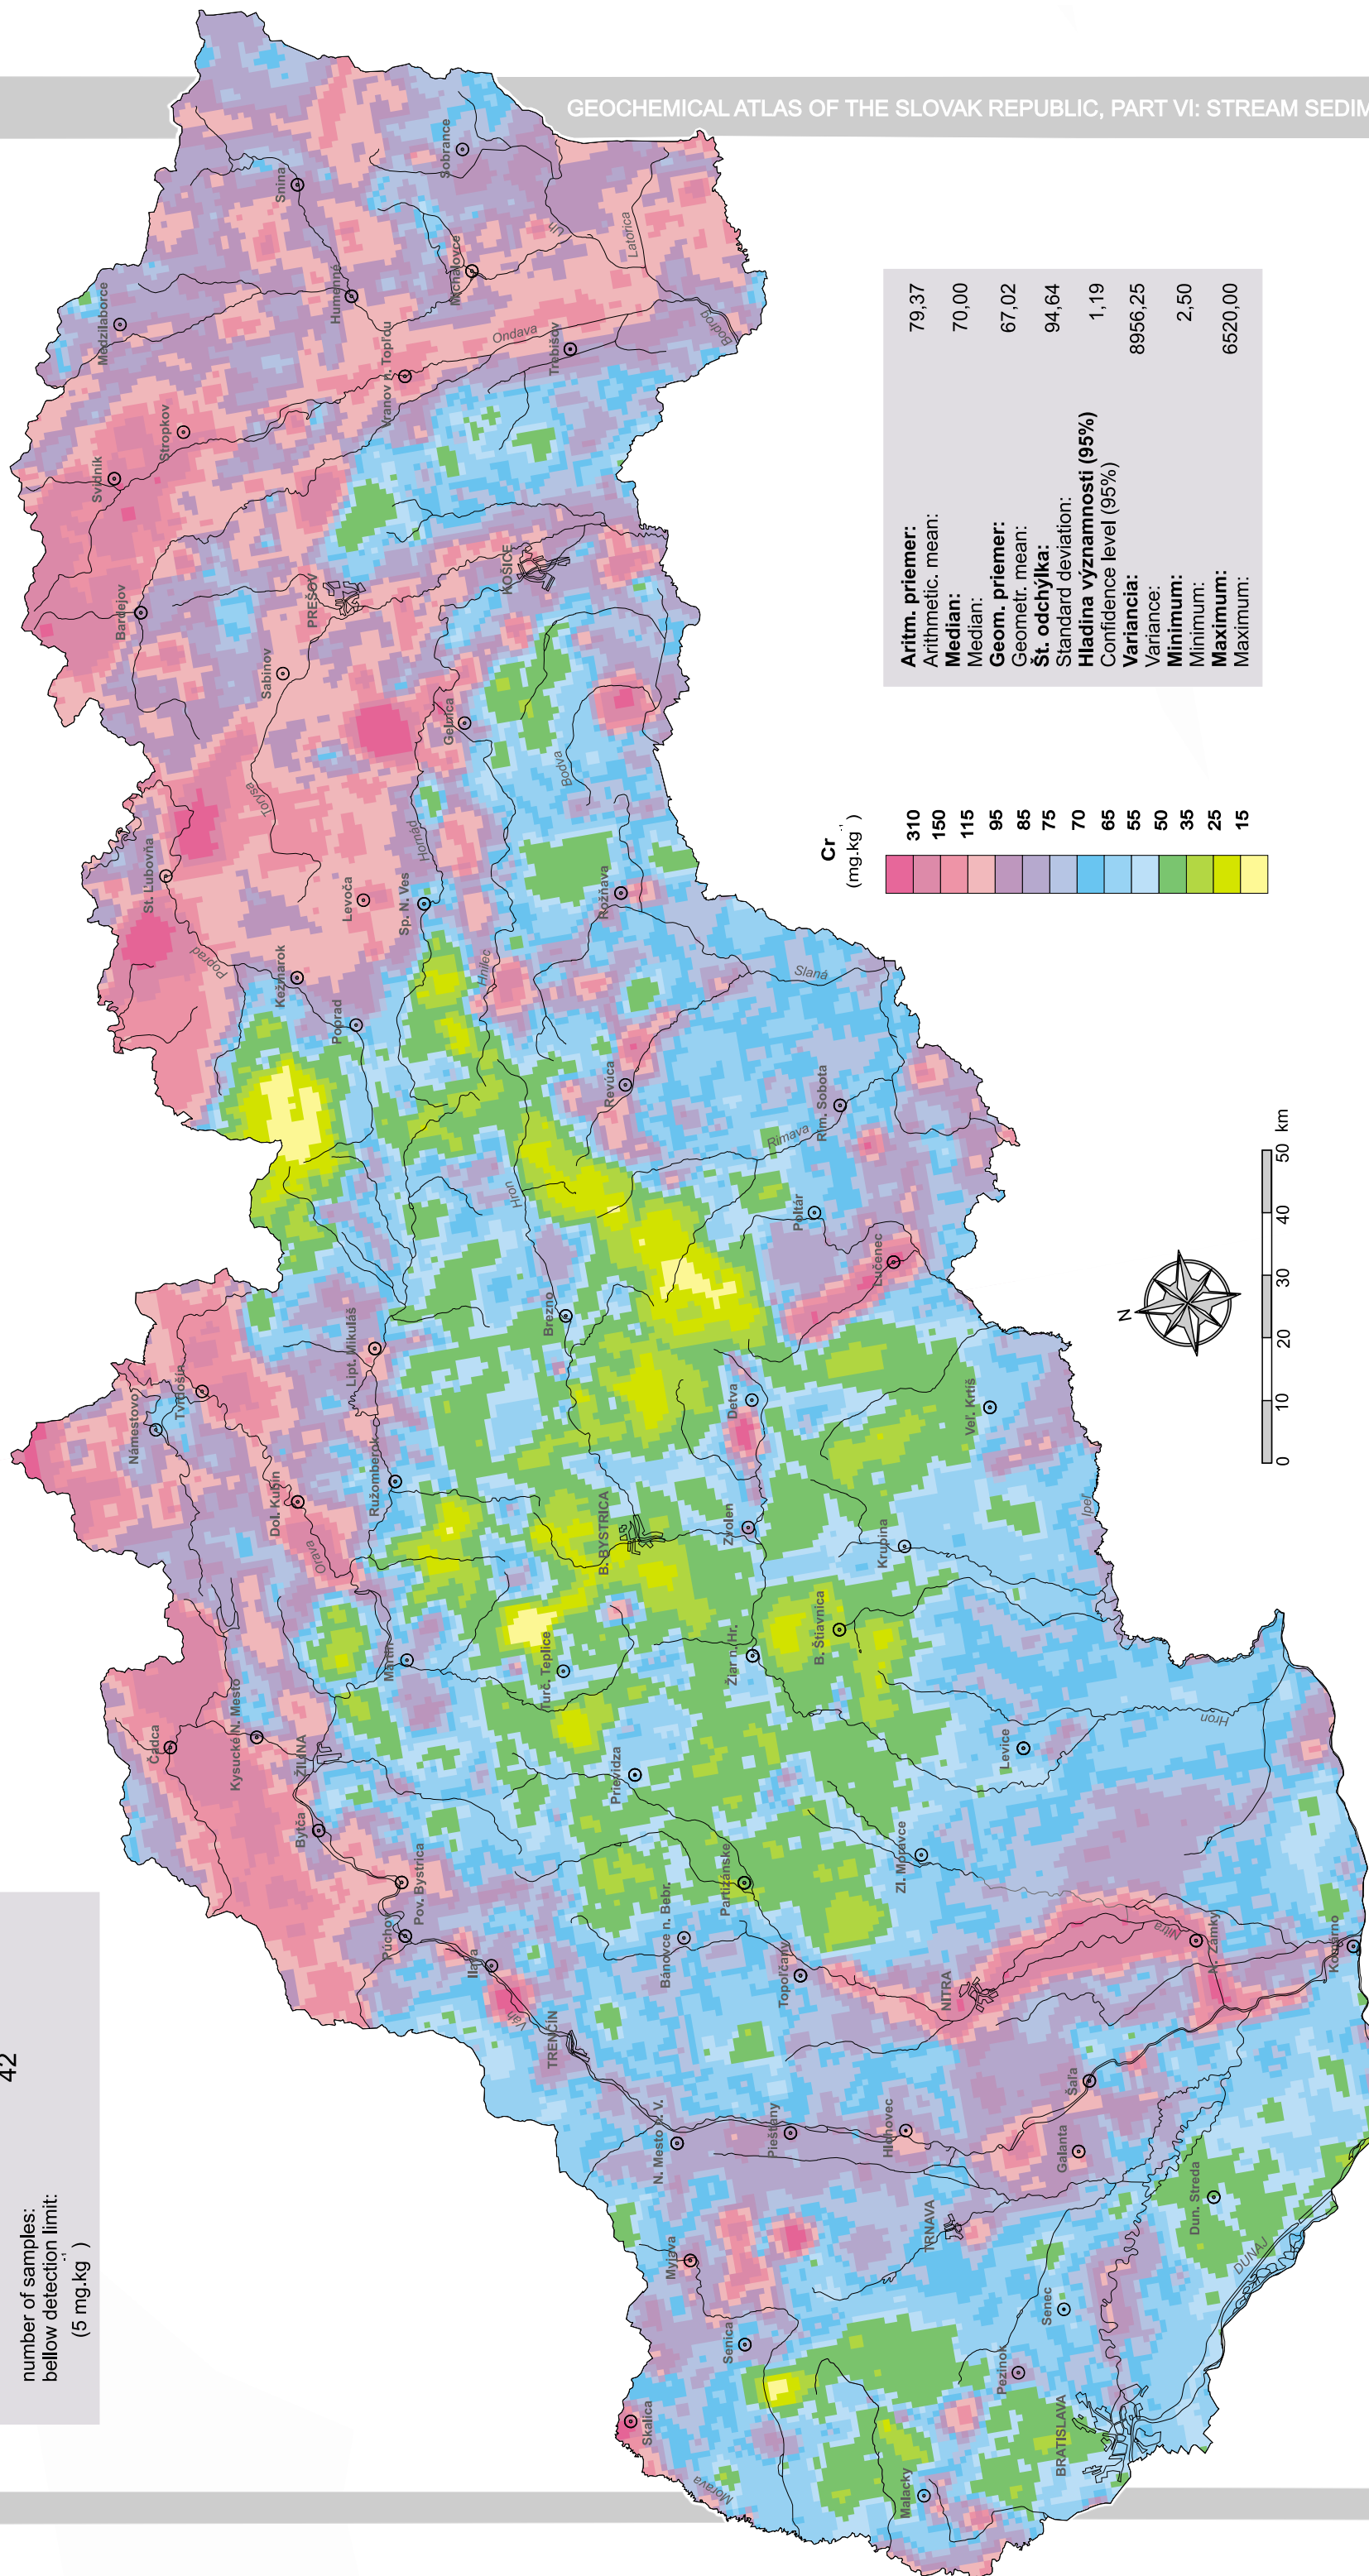 GEOCHEMICAL ATLAS OF THE SLOVAK REPUBLIC, PART VI: STREAM SEDIM
42
number of samples:
bellow detection limit:
(5 mg.kg⁻¹)
Skalica
Senica
Myjava
Malacky
Pezinok
Senec
BRATISLAVA
Morava
DUNAJ
Dun. Streda
TRNAVA
Galanta
Šaľa
Hlohovec
Piešťany
N. Mesto n. V.
TRENČÍN
Váh
Ilava
Púchov
Pov. Bystrica
Bytča
ŽILINA
Kysucké N. Mesto
Čadca
Bánovce n. Bebr.
Topoľčany
Partizánske
Prievidza
NITRA
Nitra
N. Zámky
Komárno
Zl. Moravce
Levice
Hron
Martin
Turč. Teplice
Žiar n. Hr.
B. Štiavnica
Krupina
Zvolen
B. BYSTRICA
Ružomberok
Dol. Kubín
Orava
Námestovo
Tvrdošín
Lipt. Mikuláš
Detva
Veľ. Krtíš
Ipeľ
Brezno
Hron
Lučenec
Poltár
Rimava
Rim. Sobota
Revúca
Slaná
Rožňava
Poprad
Kežmarok
Poprad
St. Ľubovňa
Levoča
Sp. N. Ves
Hnilec
Hornád
Torysa
Gelnica
Bodva
Sabinov
PREŠOV
KOŠICE
Bardejov
Svidník
Stropkov
Medzilaborce
Vranov n. Topľou
Humenné
Snina
Ondava
Trebišov
Michalovce
Sobrance
Uh
Latorica
Bodrog
N
0 10 20 30 40 50 km
Cr
(mg.kg⁻¹)
310
150
115
95
85
75
70
65
55
50
35
25
15
Aritm. priemer:
Arithmetic. mean: 79,37
Median:
Median: 70,00
Geom. priemer:
Geometr. mean: 67,02
Št. odchýlka:
Standard deviation: 94,64
Hladina významnosti (95%)
Confidence level (95%) 1,19
Variancia:
Variance: 8956,25
Minimum:
Minimum: 2,50
Maximum:
Maximum: 6520,00